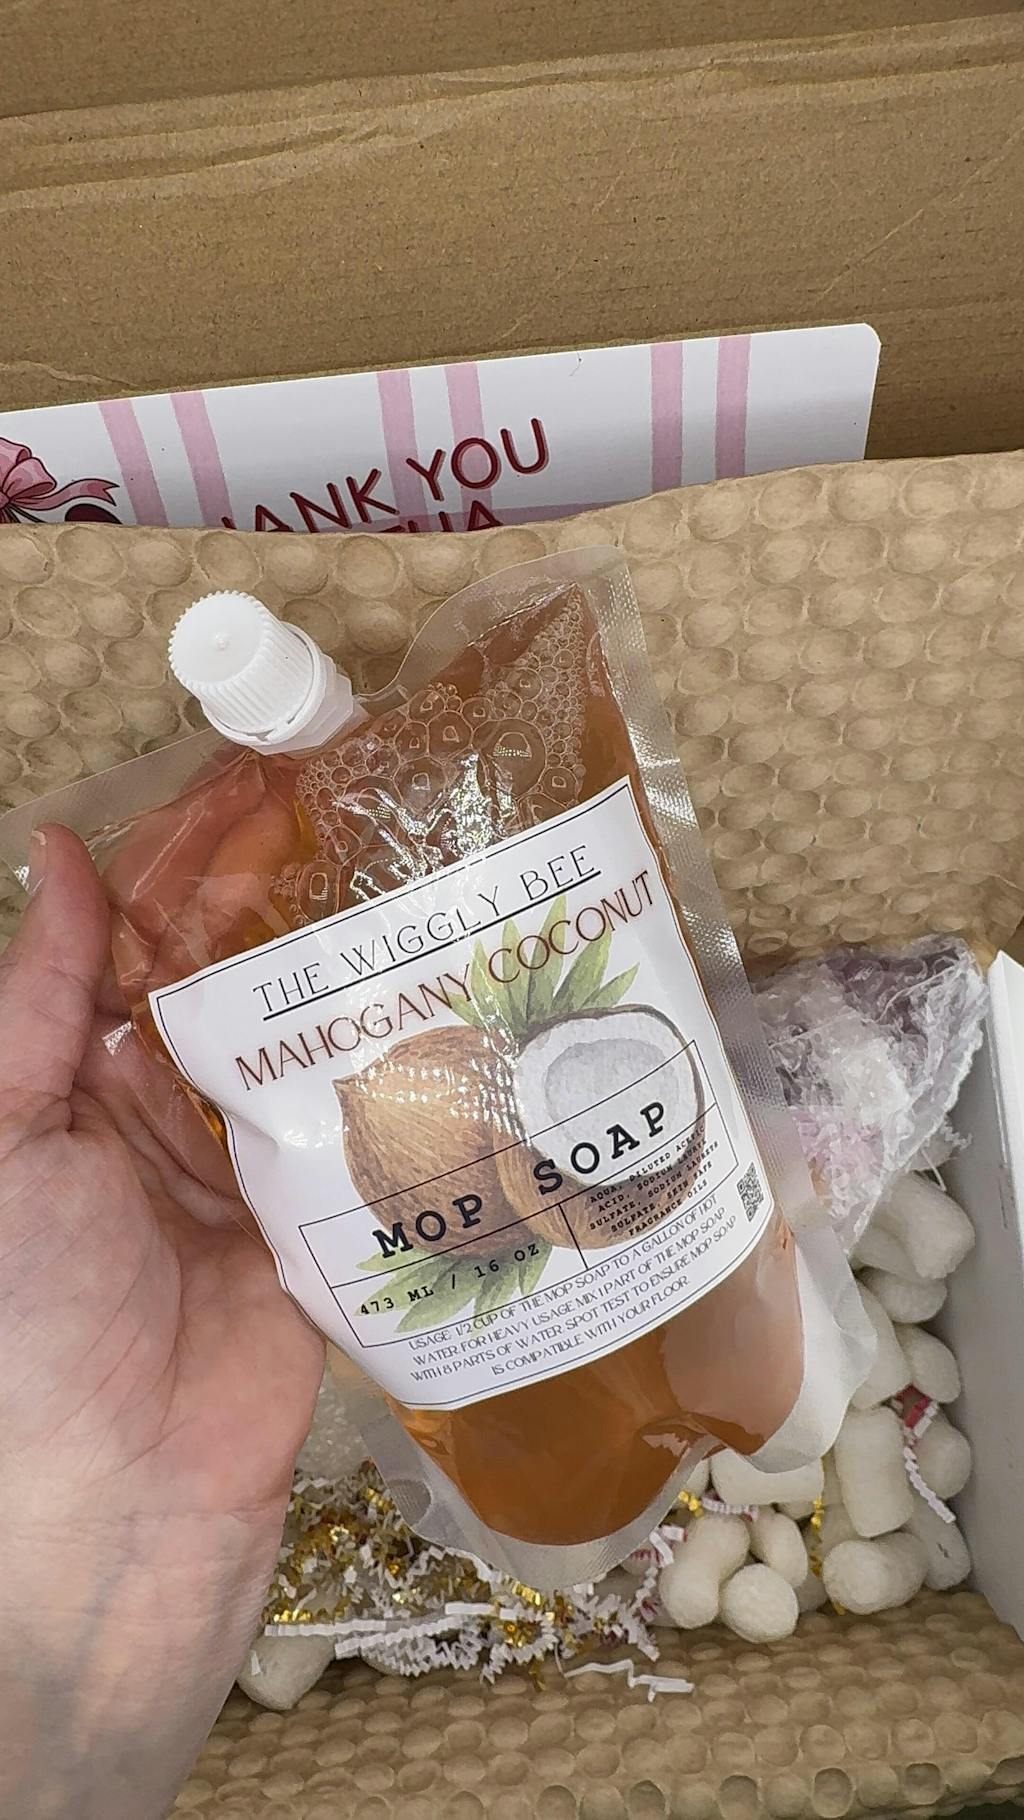 THANK YOU
THE WIGGLY BEE
MAHOGANY COCONUT
MOP SOAP
473 ML / 16 OZ
AQUA, DILUTED ACETIC
ACID, SODIUM LAURYL
SULFATE, SODIUM LAURETH
SULFATE, SKIN SAFE
FRAGRANCE OILS
USAGE: 1/2 CUP OF THE MOP SOAP TO A GALLON OF HOT
WATER. FOR HEAVY USAGE MIX 1 PART OF THE MOP SOAP
WITH 8 PARTS OF WATER. SPOT TEST TO ENSURE MOP SOAP
IS COMPATIBLE WITH YOUR FLOOR.